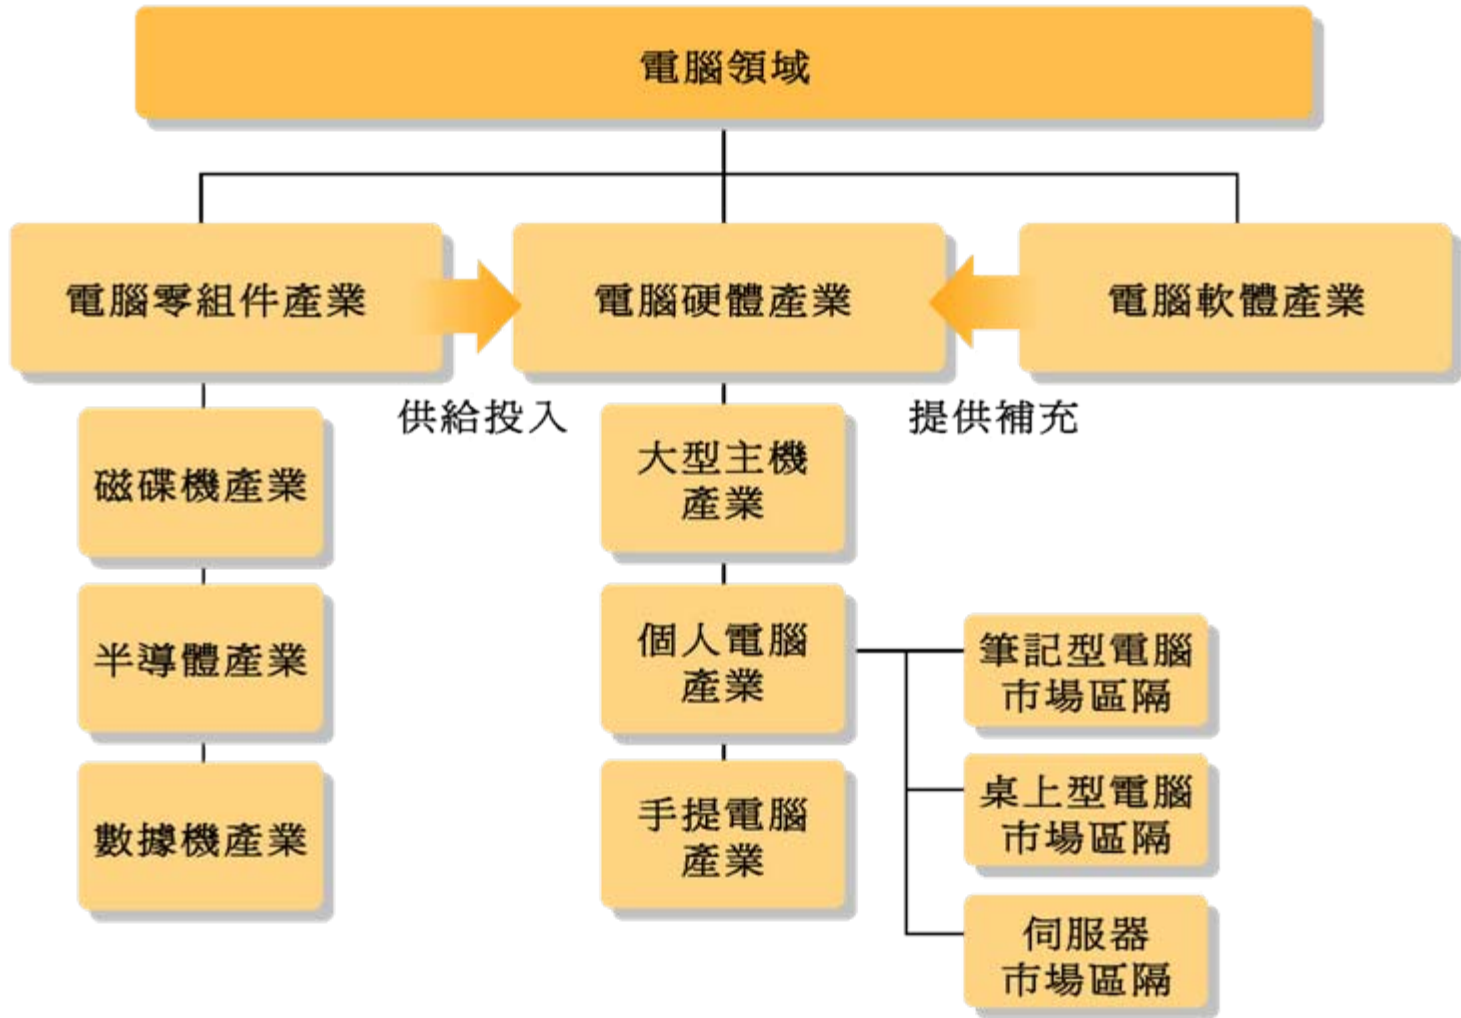 電腦領域
電腦零組件產業
電腦硬體產業
電腦軟體產業
供給投入
提供補充
磁碟機產業
半導體產業
數據機產業
大型主機
產業
個人電腦
產業
手提電腦
產業
筆記型電腦
市場區隔
桌上型電腦
市場區隔
伺服器
市場區隔